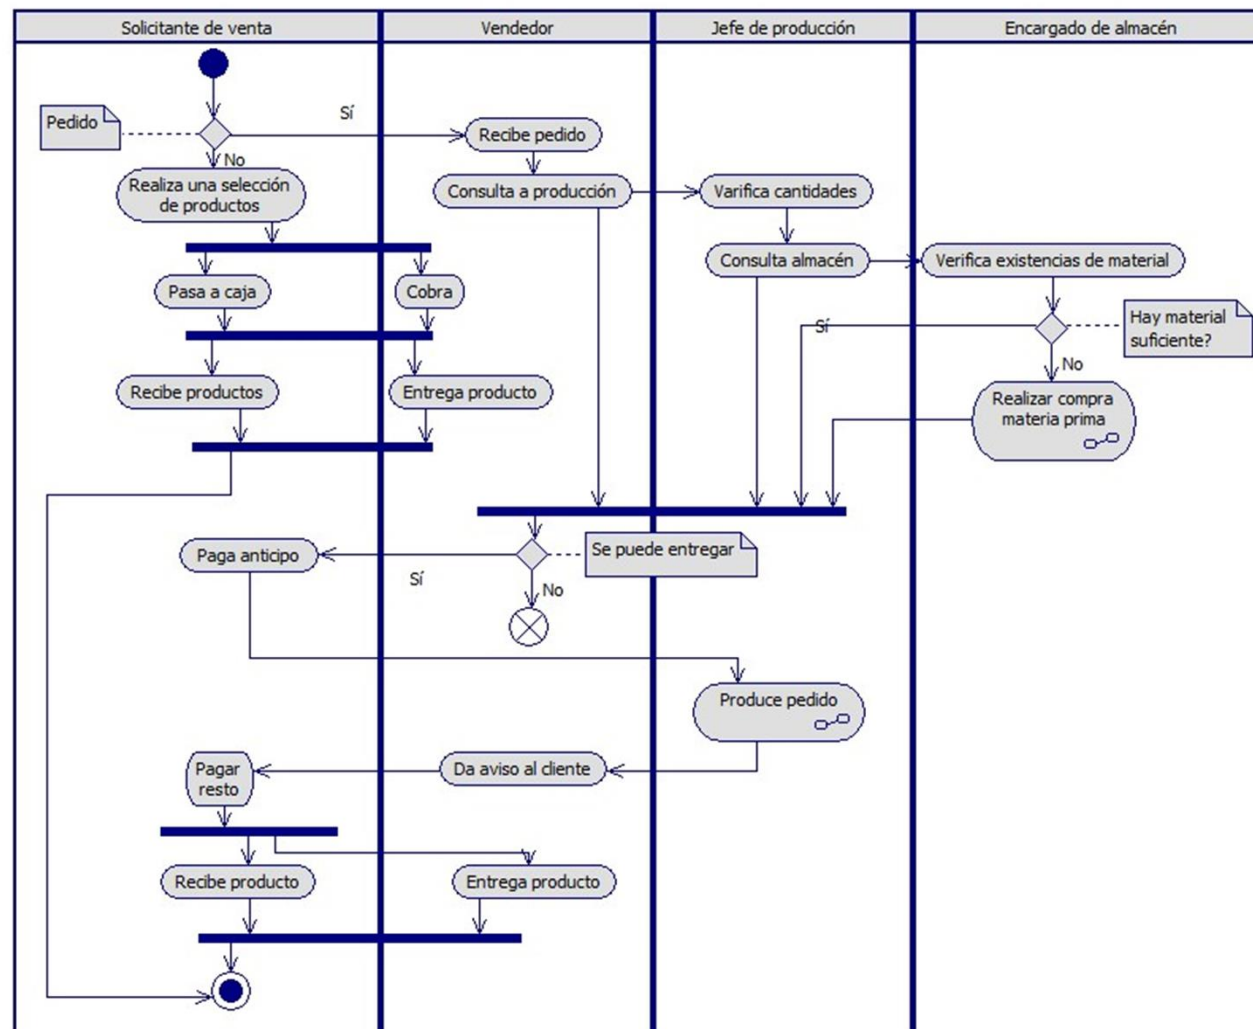 Solicitante de venta
Vendedor
Jefe de producción
Encargado de almacén
Pedido
Sí
No
Recibe pedido
Realiza una selección
de productos
Consulta a producción
Varifica cantidades
Consulta almacén
Verifica existencias de material
Pasa a caja
Cobra
Sí
Hay material
suficiente?
No
Recibe productos
Entrega producto
Realizar compra
materia prima
Paga anticipo
Sí
Se puede entregar
No
Produce pedido
Pagar
resto
Da aviso al cliente
Recibe producto
Entrega producto